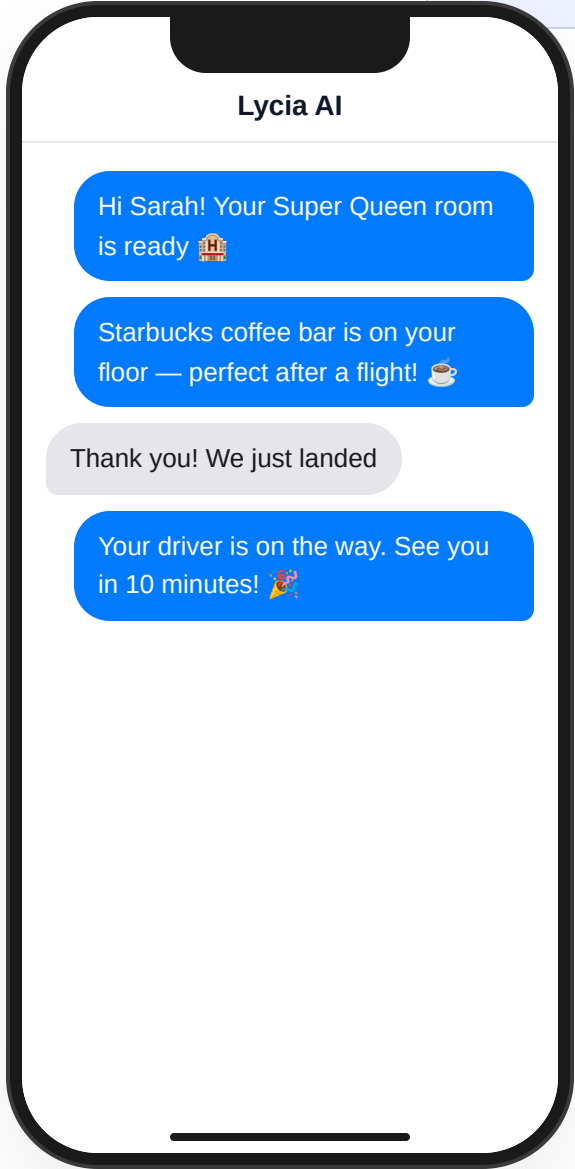 Lycia AI
Hi Sarah! Your Super Queen room
is ready 🏨
Starbucks coffee bar is on your
floor — perfect after a flight! ☕
Thank you! We just landed
Your driver is on the way. See you
in 10 minutes! 🎉